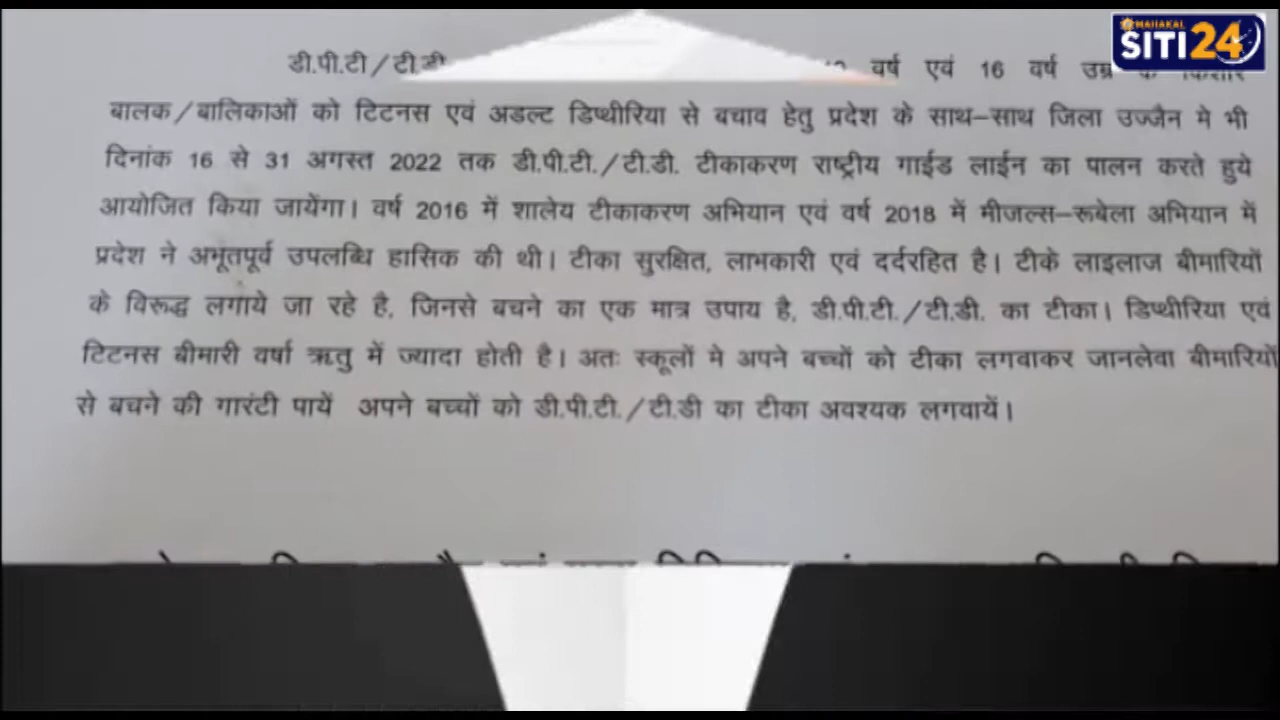 MAHAKAL
SITI24
डी.पी.टी/टी.डी वर्ष एवं 16 वर्ष उम्र के किशोर
बालक/बालिकाओं को टिटनस एवं अडल्ट डिप्थीरिया से बचाव हेतु प्रदेश के साथ-साथ जिला उज्जैन मे भी
दिनांक 16 से 31 अगस्त 2022 तक डी.पी.टी./टी.डी. टीकाकरण राष्ट्रीय गाईड लाईन का पालन करते हुये
आयोजित किया जायेंगा। वर्ष 2016 में शालेय टीकाकरण अभियान एवं वर्ष 2018 में मीजल्स-रूबेला अभियान में
प्रदेश ने अभूंतपूर्व उपलब्धि हासिक की थी। टीका सुरक्षित, लाभकारी एवं दर्दरहित है। टीके लाइलाज बीमारियों
के विरूद्ध लगाये जा रहे है, जिनसे बचने का एक मात्र उपाय है, डी.पी.टी./टी.डी. का टीका। डिप्थीरिया एवं
टिटनस बीमारी वर्षा ऋतु में ज्यादा होती है। अतः स्कूलों मे अपने बच्चों को टीका लगवाकर जानलेवा बीमारियों
से बचने की गारंटी पायें अपने बच्चों को डी.पी.टी./टी.डी का टीका अवश्यक लगवायें।